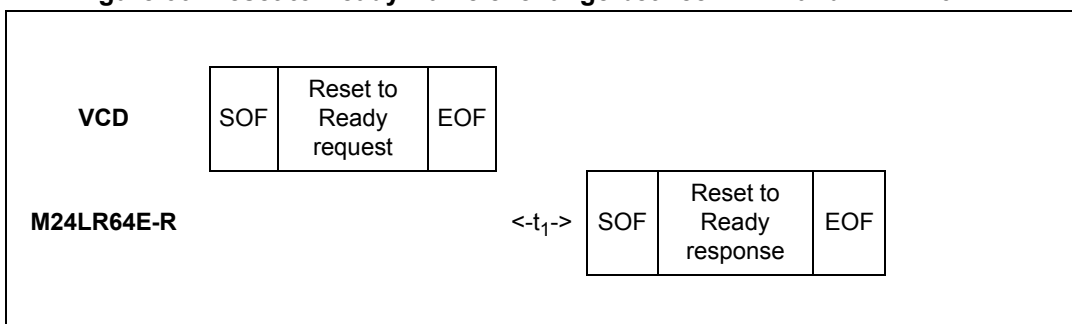 VCD
SOF
Reset to
Ready
request
EOF
M24LR64E-R
<-t1->
SOF
Reset to
Ready
response
EOF